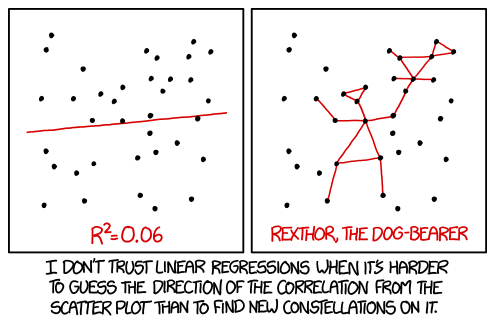 R²=0.06
REXTHOR, THE DOG-BEARER
I DON'T TRUST LINEAR REGRESSIONS WHEN IT'S HARDER
TO GUESS THE DIRECTION OF THE CORRELATION FROM THE
SCATTER PLOT THAN TO FIND NEW CONSTELLATIONS ON IT.